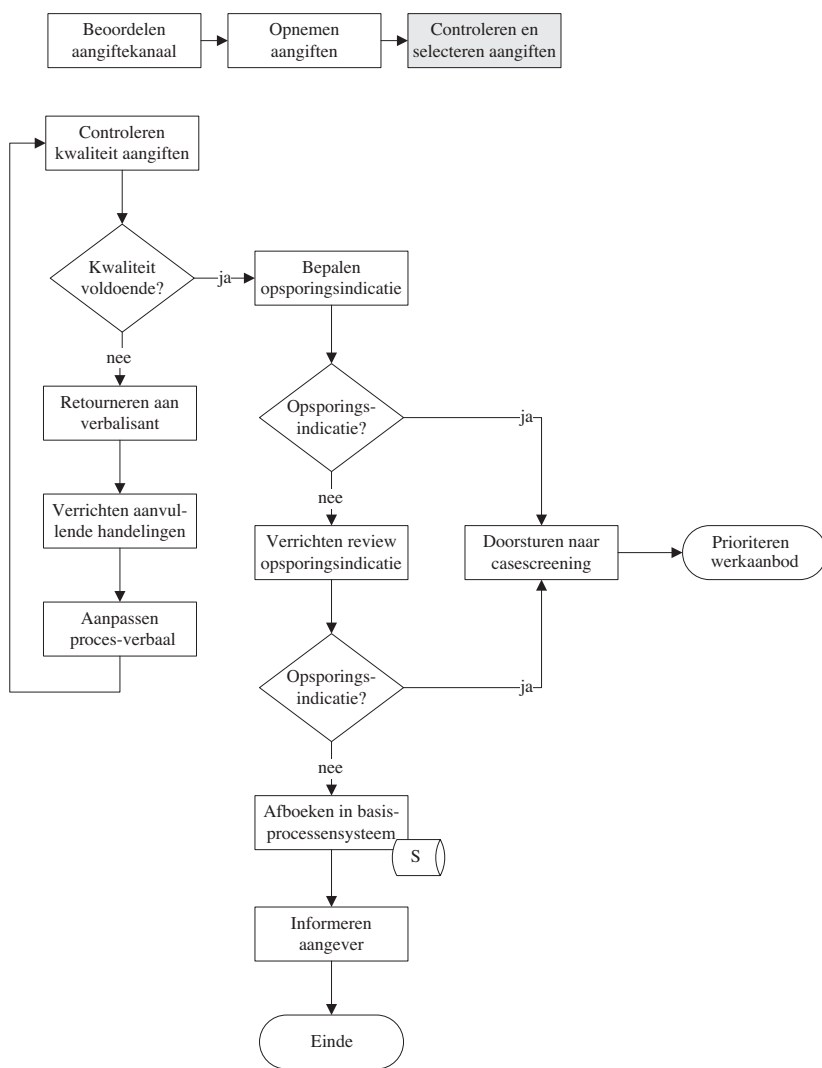 Beoordelen
aangiftekanaal
Opnemen
aangiften
Controleren en
selecteren aangiften
Controleren
kwaliteit aangiften
Kwaliteit
voldoende?
ja
Bepalen
opsporingsindicatie
nee
Retourneren aan
verbalisant
Opsporings-
indicatie?
ja
nee
Verrichten aanvul-
lende handelingen
Verrichten review
opsporingsindicatie
Doorsturen naar
casescreening
Prioriteren
werkaanbod
Aanpassen
proces-verbaal
Opsporings-
indicatie?
ja
nee
Afboeken in basis-
processensysteem
S
Informeren
aangever
Einde